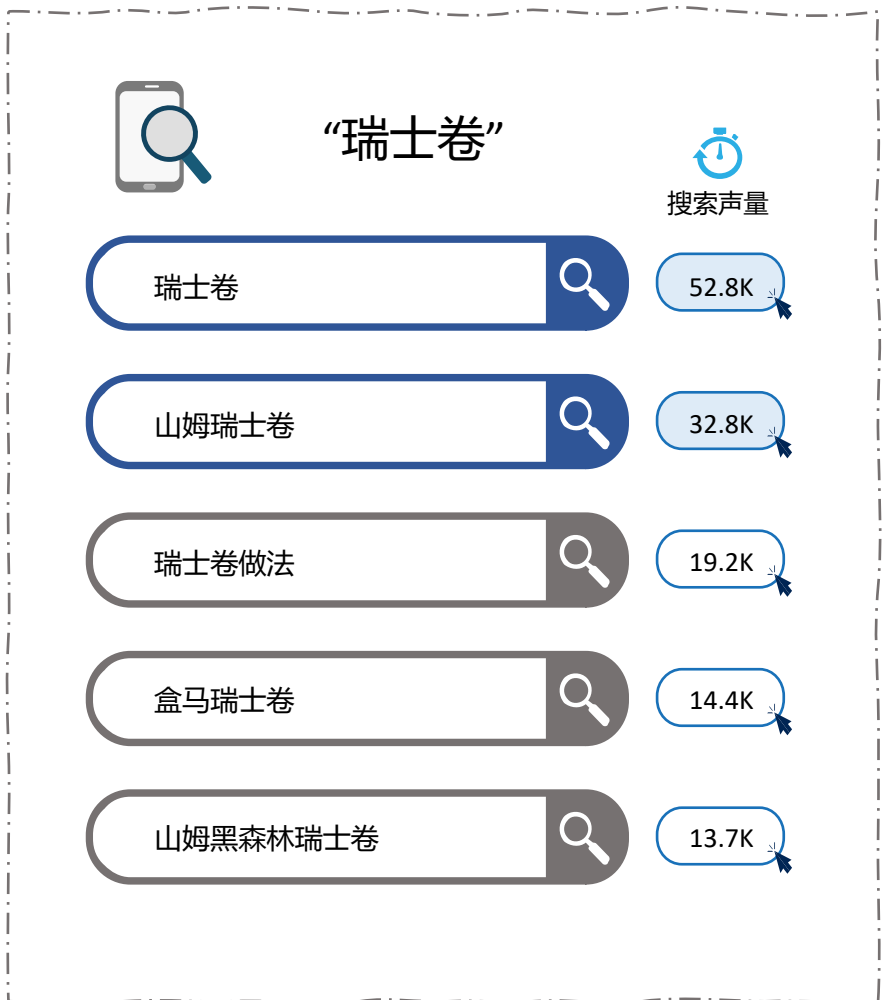 “瑞士卷”
搜索声量
瑞士卷
52.8K
山姆瑞士卷
32.8K
瑞士卷做法
19.2K
盒马瑞士卷
14.4K
山姆黑森林瑞士卷
13.7K